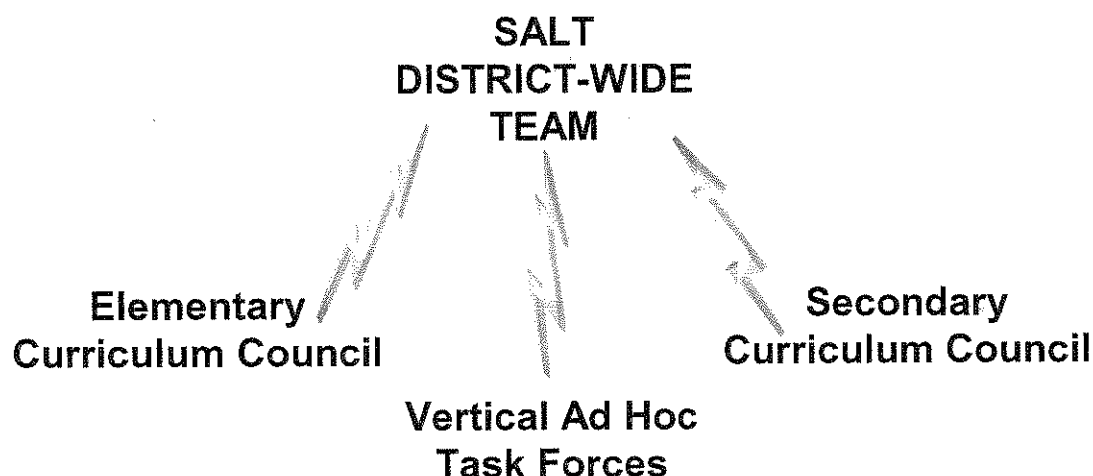 SALT
DISTRICT-WIDE
TEAM
Elementary
Curriculum Council
Secondary
Curriculum Council
Vertical Ad Hoc
Task Forces